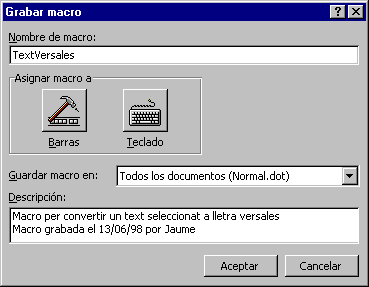 Grabar macro
Nombre de macro:
TextVersales
Asignar macro a
Barras
Teclado
Guardar macro en:
Todos los documentos (Normal.dot)
Descripción:
Macro per convertir un text seleccionat a lletra versales
Macro grabada el 13/06/98 por Jaume
Aceptar
Cancelar